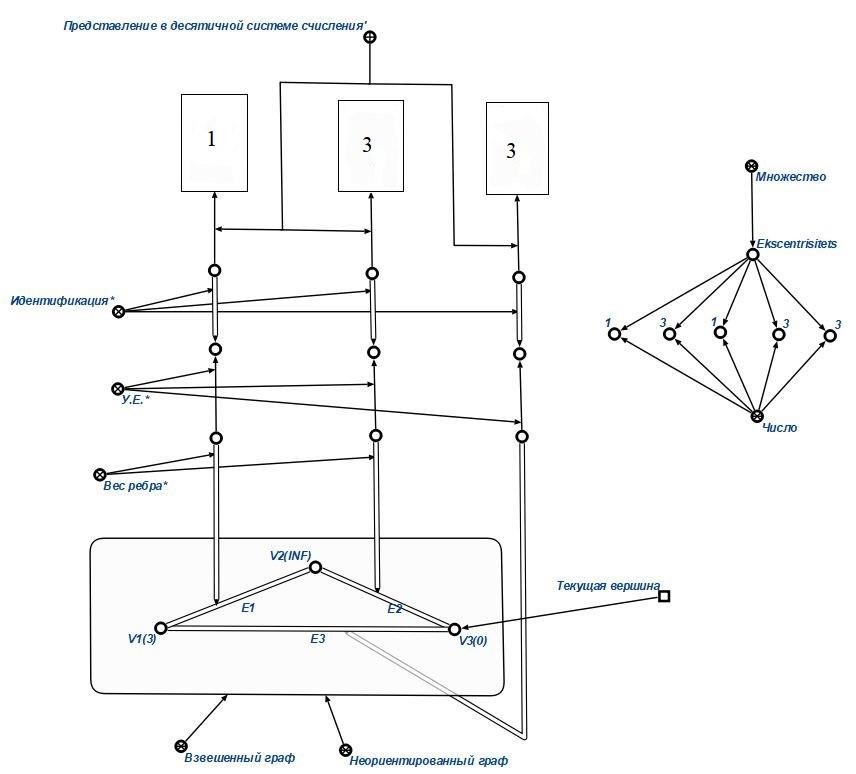 Представление в десятичной системе счисления'
1
3
3
Множество
Ekscentrisitets
Идентификация*
1
3
1
3
3
У.Е.*
Число
Вес ребра*
V2(INF)
Текущая вершина
E1
E2
V1(3)
E3
V3(0)
Взвешенный граф
Неориентированный граф